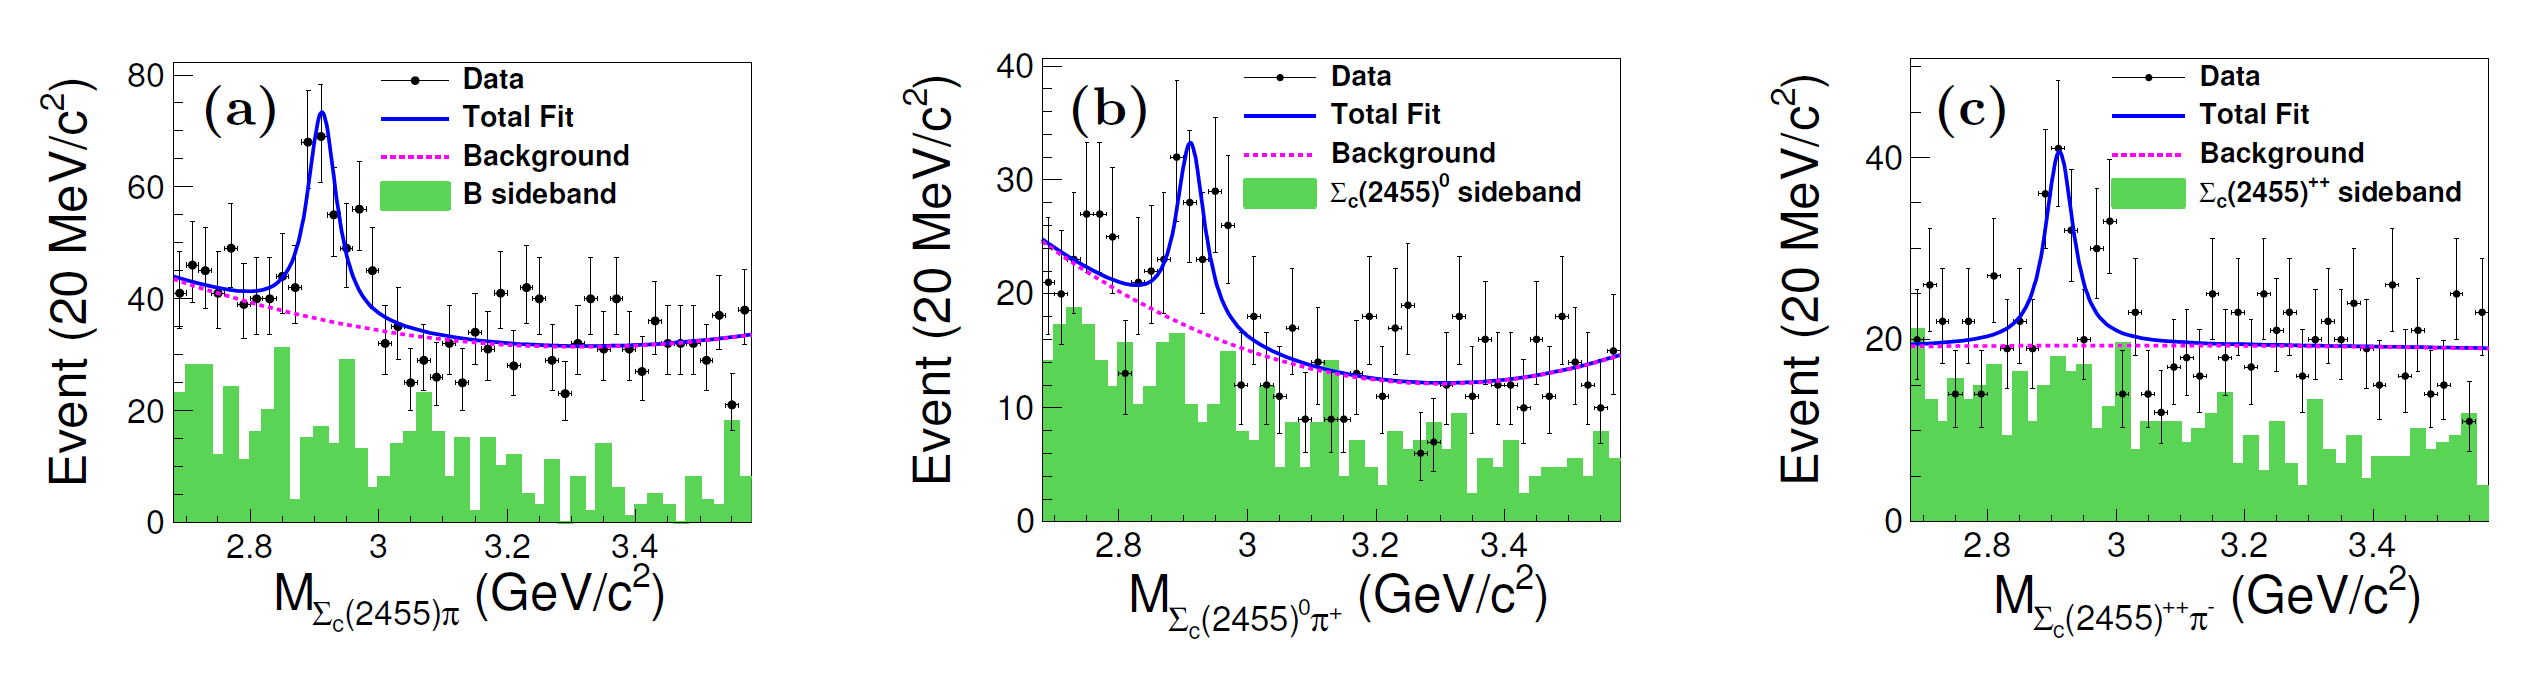 (a)
Data
Total Fit
Background
B sideband
Event (20 MeV/c²)
80
60
40
20
0
2.8 3 3.2 3.4
M_Σc(2455)π (GeV/c²)
(b)
Data
Total Fit
Background
Σc(2455)⁰ sideband
Event (20 MeV/c²)
40
30
20
10
0
2.8 3 3.2 3.4
M_Σc(2455)⁰π⁺ (GeV/c²)
(c)
Data
Total Fit
Background
Σc(2455)⁺⁺ sideband
Event (20 MeV/c²)
40
20
0
2.8 3 3.2 3.4
M_Σc(2455)⁺⁺π⁻ (GeV/c²)